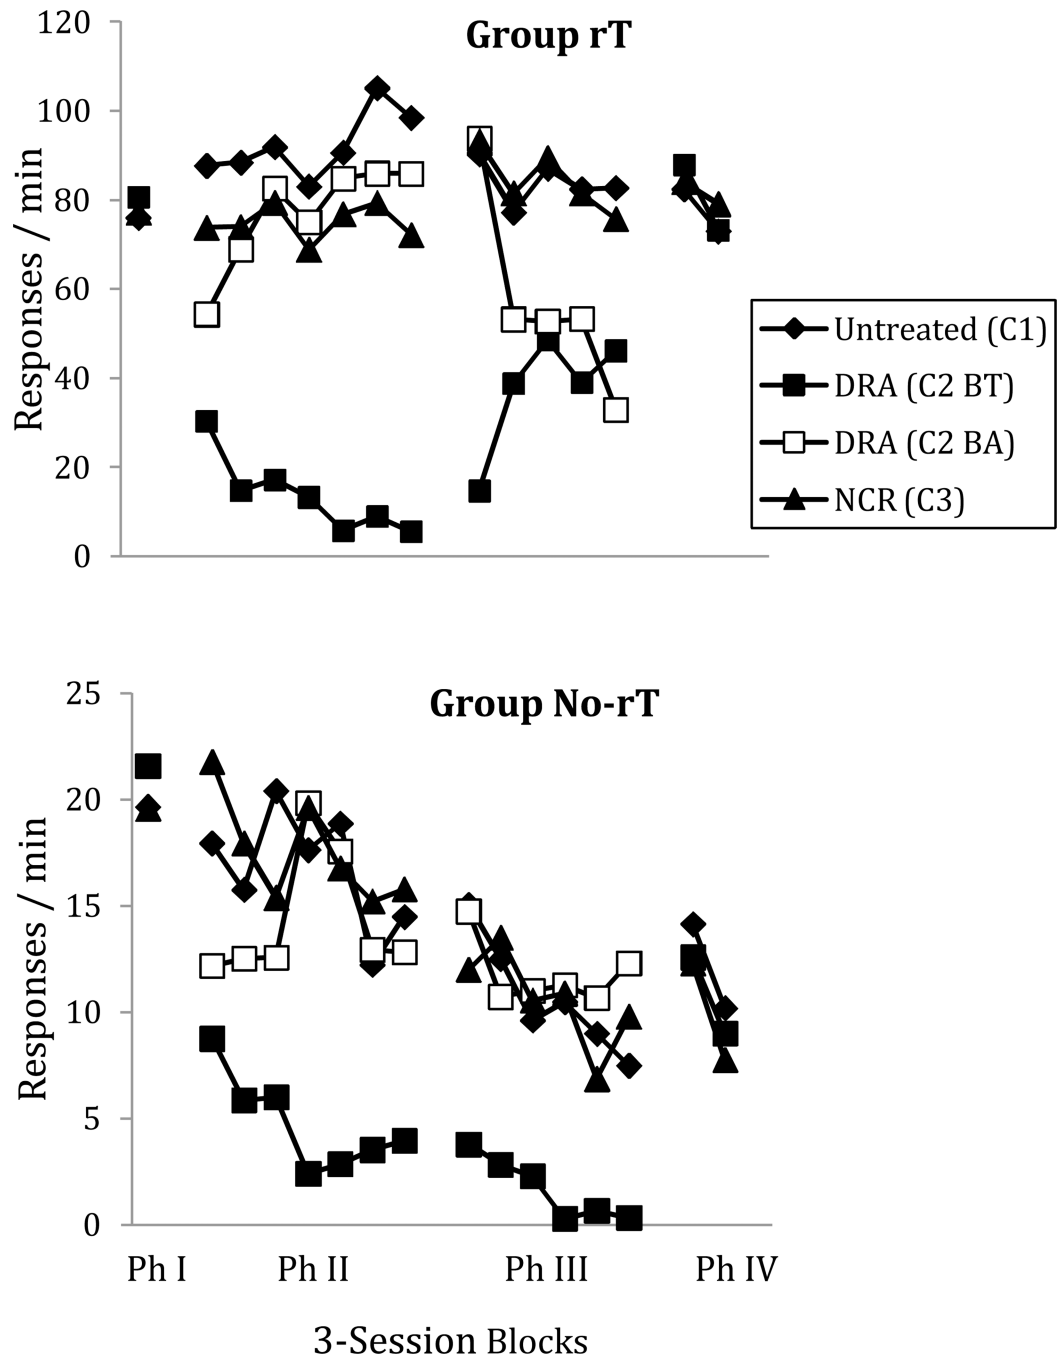 Group rT
120
100
80
60
40
20
0
Responses / min
Untreated (C1)
DRA (C2 BT)
DRA (C2 BA)
NCR (C3)
Group No-rT
25
20
15
10
5
0
Responses / min
Ph I Ph II Ph III Ph IV
3-Session Blocks